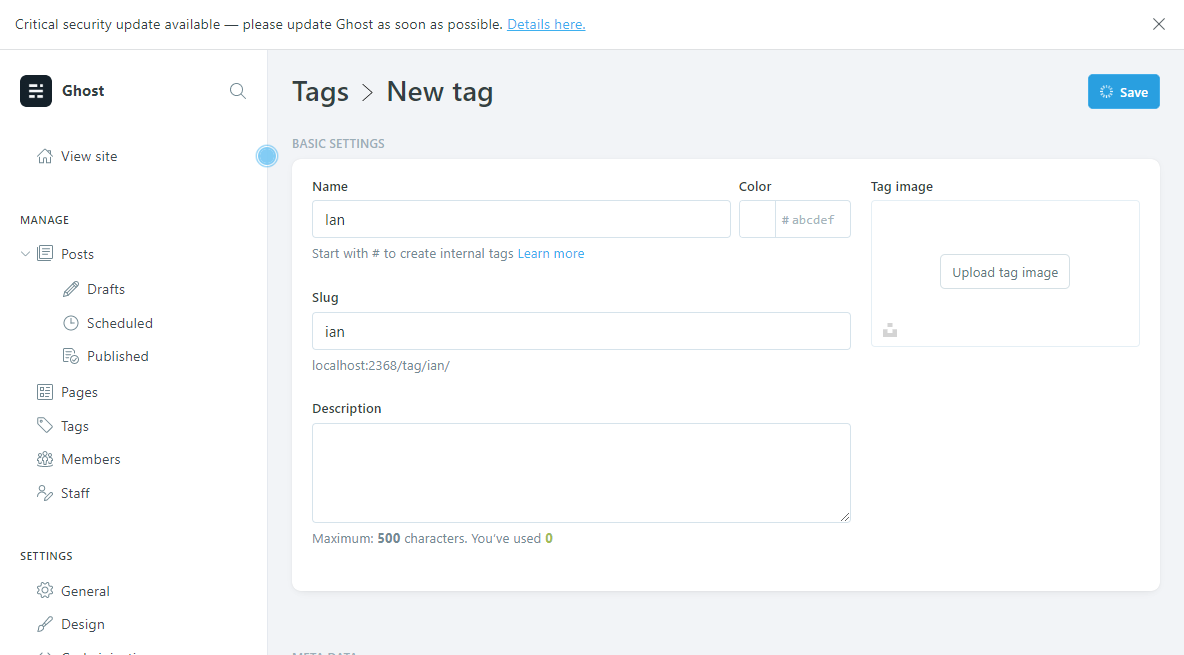 Critical security update available — please update Ghost as soon as possible. Details here.
Ghost
View site
MANAGE
Posts
Drafts
Scheduled
Published
Pages
Tags
Members
Staff
SETTINGS
General
Design
Tags > New tag
Save
BASIC SETTINGS
Name
Ian
Start with # to create internal tags Learn more
Color
# abcdef
Slug
ian
localhost:2368/tag/ian/
Description
Maximum: 500 characters. You've used 0
Tag image
Upload tag image
META DATA